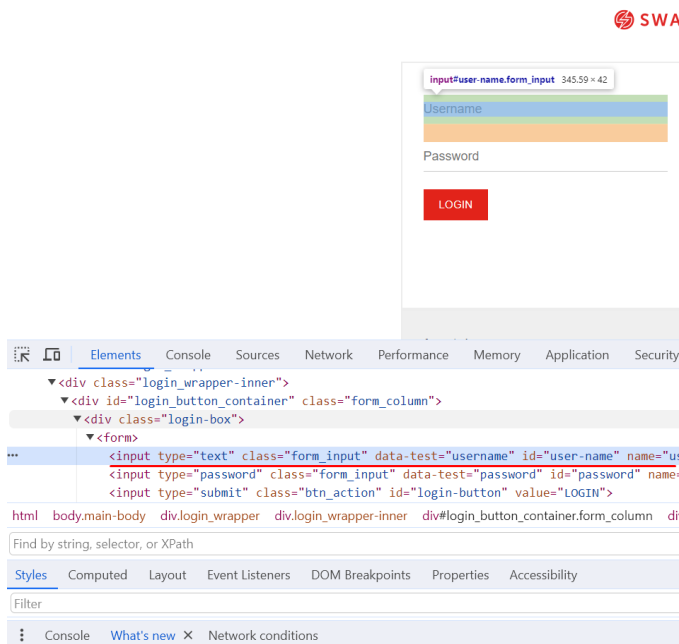 SWA
input#user-name.form_input 345.59 × 42
Username
Password
LOGIN
Elements Console Sources Network Performance Memory Application Security
<div class="login_wrapper-inner">
<div id="login_button_container" class="form_column">
<div class="login-box">
<form>
<input type="text" class="form_input" data-test="username" id="user-name" name="us
<input type="password" class="form_input" data-test="password" id="password" name=
<input type="submit" class="btn_action" id="login-button" value="LOGIN">
html body.main-body div.login_wrapper div.login_wrapper-inner div#login_button_container.form_column di
Find by string, selector, or XPath
Styles Computed Layout Event Listeners DOM Breakpoints Properties Accessibility
Filter
Console What's new × Network conditions